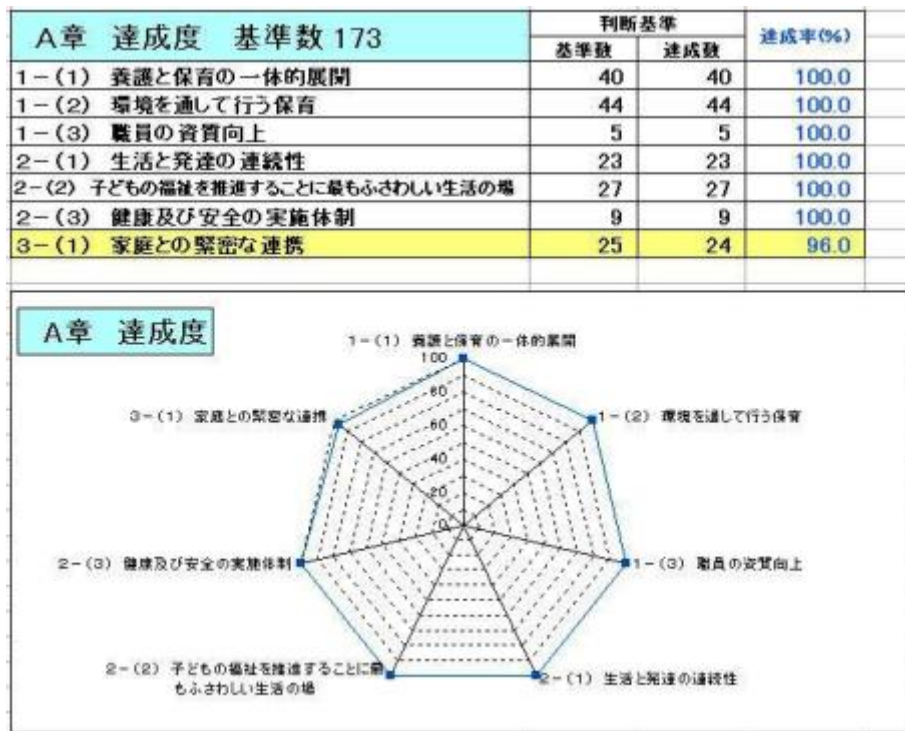 A章 達成度 基準数 173
判断基準
達成率(%)
基準数 達成数
1-(1) 養護と保育の一体的展開 40 40 100.0
1-(2) 環境を通して行う保育 44 44 100.0
1-(3) 職員の資質向上 5 5 100.0
2-(1) 生活と発達の連続性 23 23 100.0
2-(2) 子どもの福祉を推進することに最もふさわしい生活の場 27 27 100.0
2-(3) 健康及び安全の実施体制 9 9 100.0
3-(1) 家庭との緊密な連携 25 24 96.0
A章 達成度
1-(1) 養護と保育の一体的展開
100
80
60
40
20
0
1-(2) 環境を通して行う保育
1-(3) 職員の資質向上
2-(1) 生活と発達の連続性
2-(2) 子どもの福祉を推進することに最
もふさわしい生活の場
2-(3) 健康及び安全の実施体制
3-(1) 家庭との緊密な連携